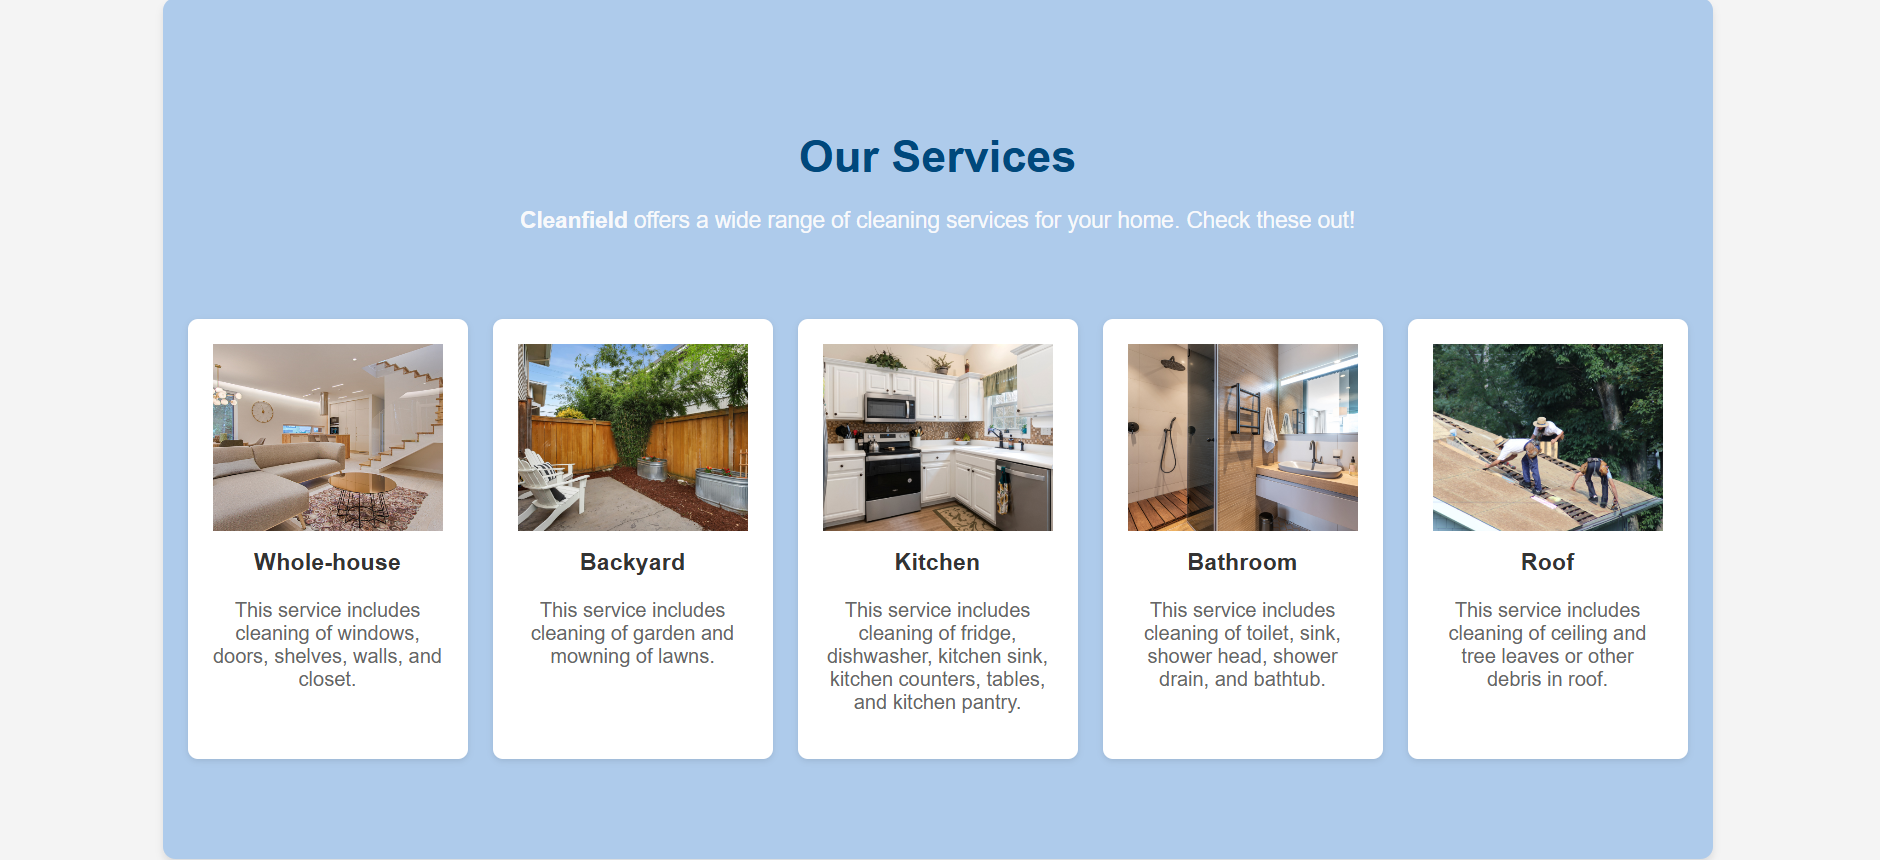 Our Services
Cleanfield offers a wide range of cleaning services for your home. Check these out!
Whole-house
This service includes
cleaning of windows,
doors, shelves, walls, and
closet.
Backyard
This service includes
cleaning of garden and
mowning of lawns.
Kitchen
This service includes
cleaning of fridge,
dishwasher, kitchen sink,
kitchen counters, tables,
and kitchen pantry.
Bathroom
This service includes
cleaning of toilet, sink,
shower head, shower
drain, and bathtub.
Roof
This service includes
cleaning of ceiling and
tree leaves or other
debris in roof.